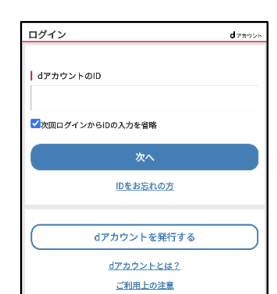 ログイン
dアカウント
dアカウントのID
次回ログインからIDの入力を省略
次へ
IDをお忘れの方
dアカウントを発行する
dアカウントとは？
ご利用上の注意